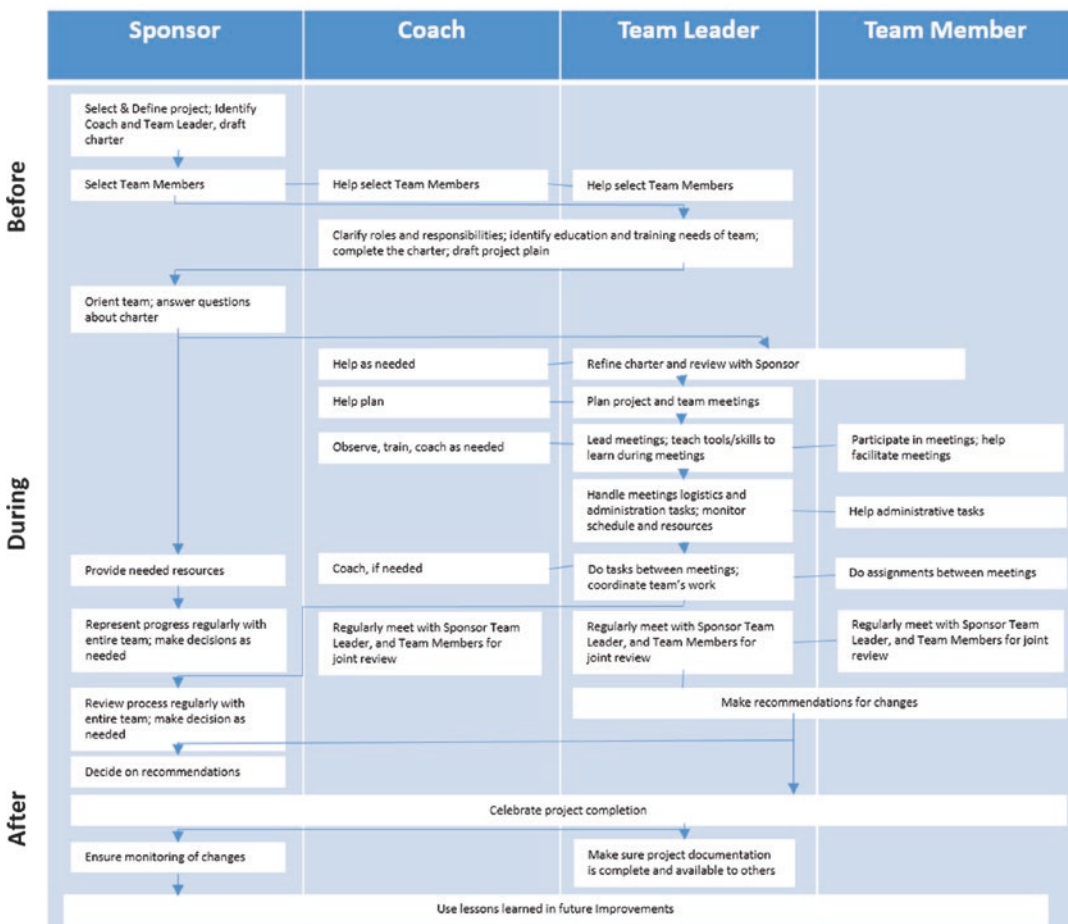 Sponsor
Coach
Team Leader
Team Member
Before
Select & Define project; Identify
Coach and Team Leader, draft
charter
Select Team Members
Help select Team Members
Help select Team Members
Clarify roles and responsibilities; identify education and training needs of team;
complete the charter; draft project plain
Orient team; answer questions
about charter
During
Help as needed
Refine charter and review with Sponsor
Help plan
Plan project and team meetings
Observe, train, coach as needed
Lead meetings; teach tools/skills to
learn during meetings
Participate in meetings; help
facilitate meetings
Handle meetings logistics and
administration tasks; monitor
schedule and resources
Help administrative tasks
Provide needed resources
Coach, if needed
Do tasks between meetings;
coordinate team's work
Do assignments between meetings
Represent progress regularly with
entire team; make decisions as
needed
Regularly meet with Sponsor Team
Leader, and Team Members for
joint review
Regularly meet with Sponsor Team
Leader, and Team Members for
joint review
Regularly meet with Sponsor Team
Leader, and Team Members for joint
review
Review process regularly with
entire team; make decision as
needed
Make recommendations for changes
After
Decide on recommendations
Celebrate project completion
Ensure monitoring of changes
Make sure project documentation
is complete and available to others
Use lessons learned in future Improvements